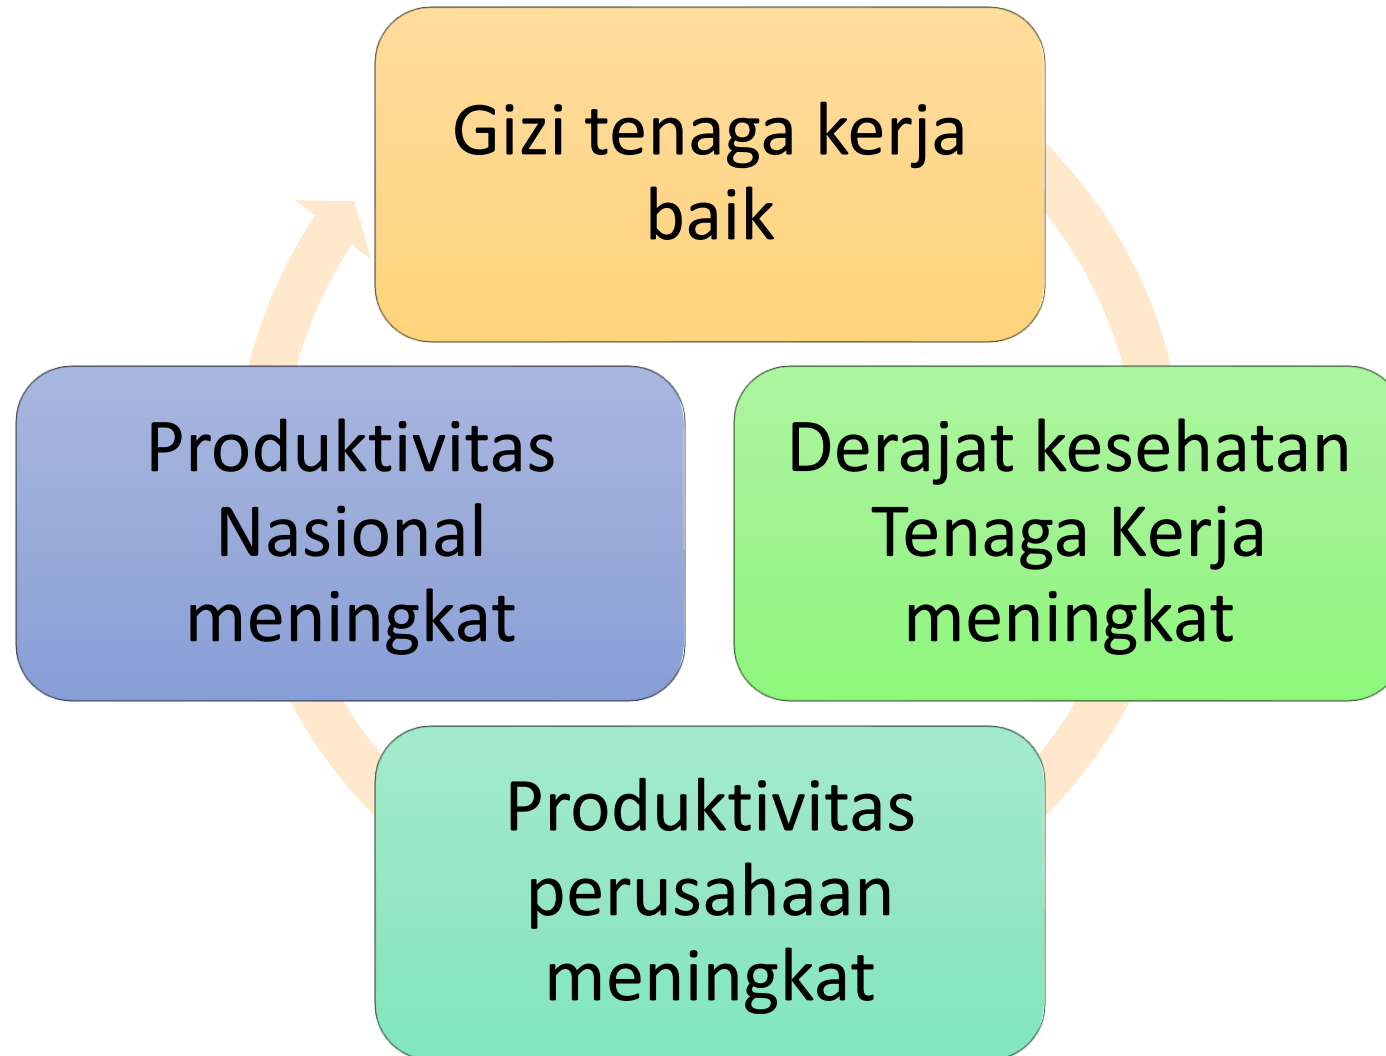 Gizi tenaga kerja
baik
Derajat kesehatan
Tenaga Kerja
meningkat
Produktivitas
perusahaan
meningkat
Produktivitas
Nasional
meningkat